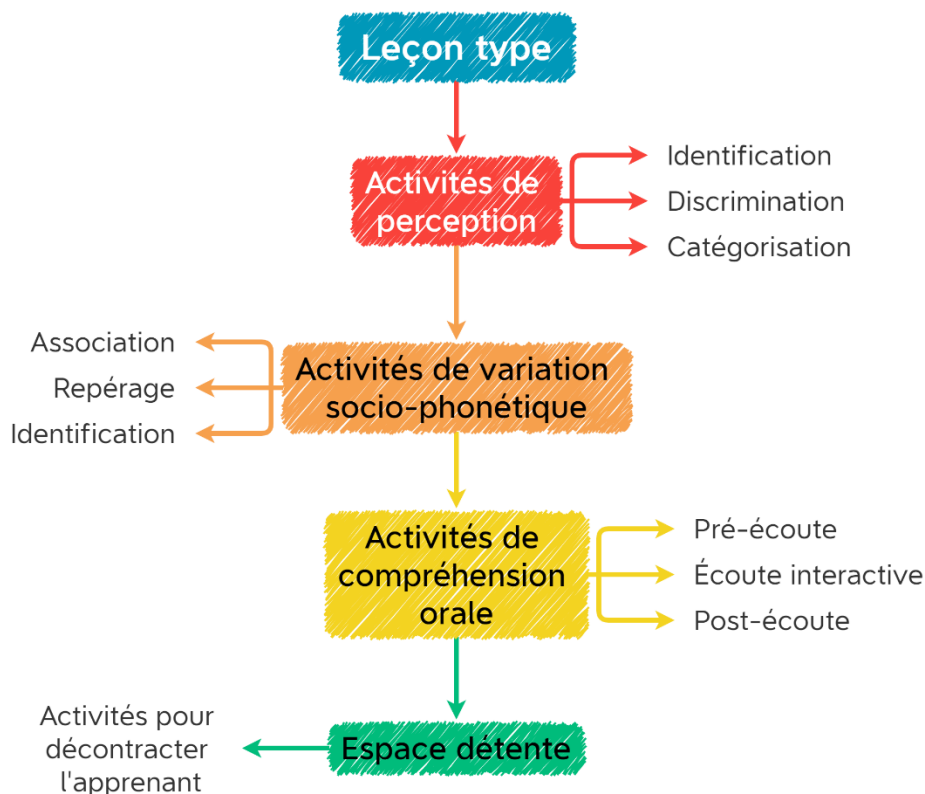 Leçon type
Activités de
perception
Identification
Discrimination
Catégorisation
Association
Repérage
Identification
Activités de variation
socio-phonétique
Activités de
compréhension
orale
Pré-écoute
Écoute interactive
Post-écoute
Activités pour
décontracter
l'apprenant
Espace détente